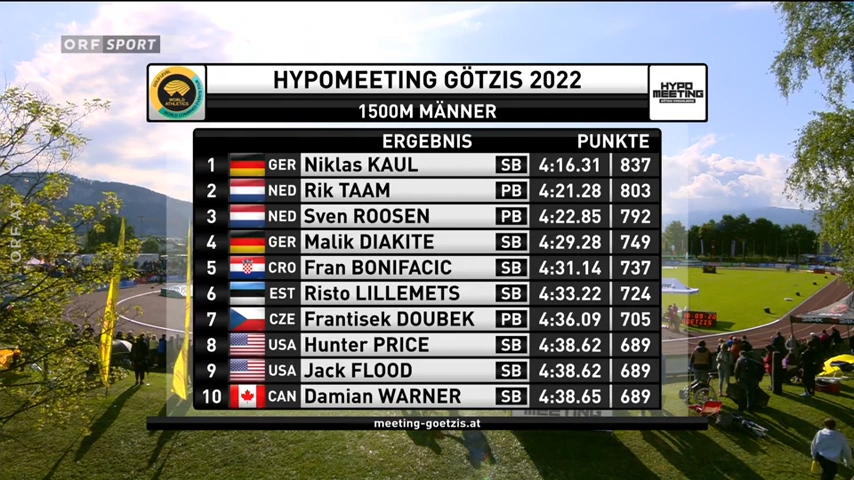 ORF SPORT
HYPOMEETING GÖTZIS 2022
WORLD ATHLETICS
HYPO MEETING
1500M MÄNNER
ERGEBNIS PUNKTE
1 GER Niklas KAUL SB 4:16.31 837
2 NED Rik TAAM PB 4:21.28 803
3 NED Sven ROOSEN PB 4:22.85 792
4 GER Malik DIAKITE SB 4:29.28 749
5 CRO Fran BONIFACIC SB 4:31.14 737
6 EST Risto LILLEMETS SB 4:33.22 724
7 CZE Frantisek DOUBEK PB 4:36.09 705
8 USA Hunter PRICE SB 4:38.62 689
9 USA Jack FLOOD SB 4:38.62 689
10 CAN Damian WARNER SB 4:38.65 689
meeting-goetzis.at
ORF.AT